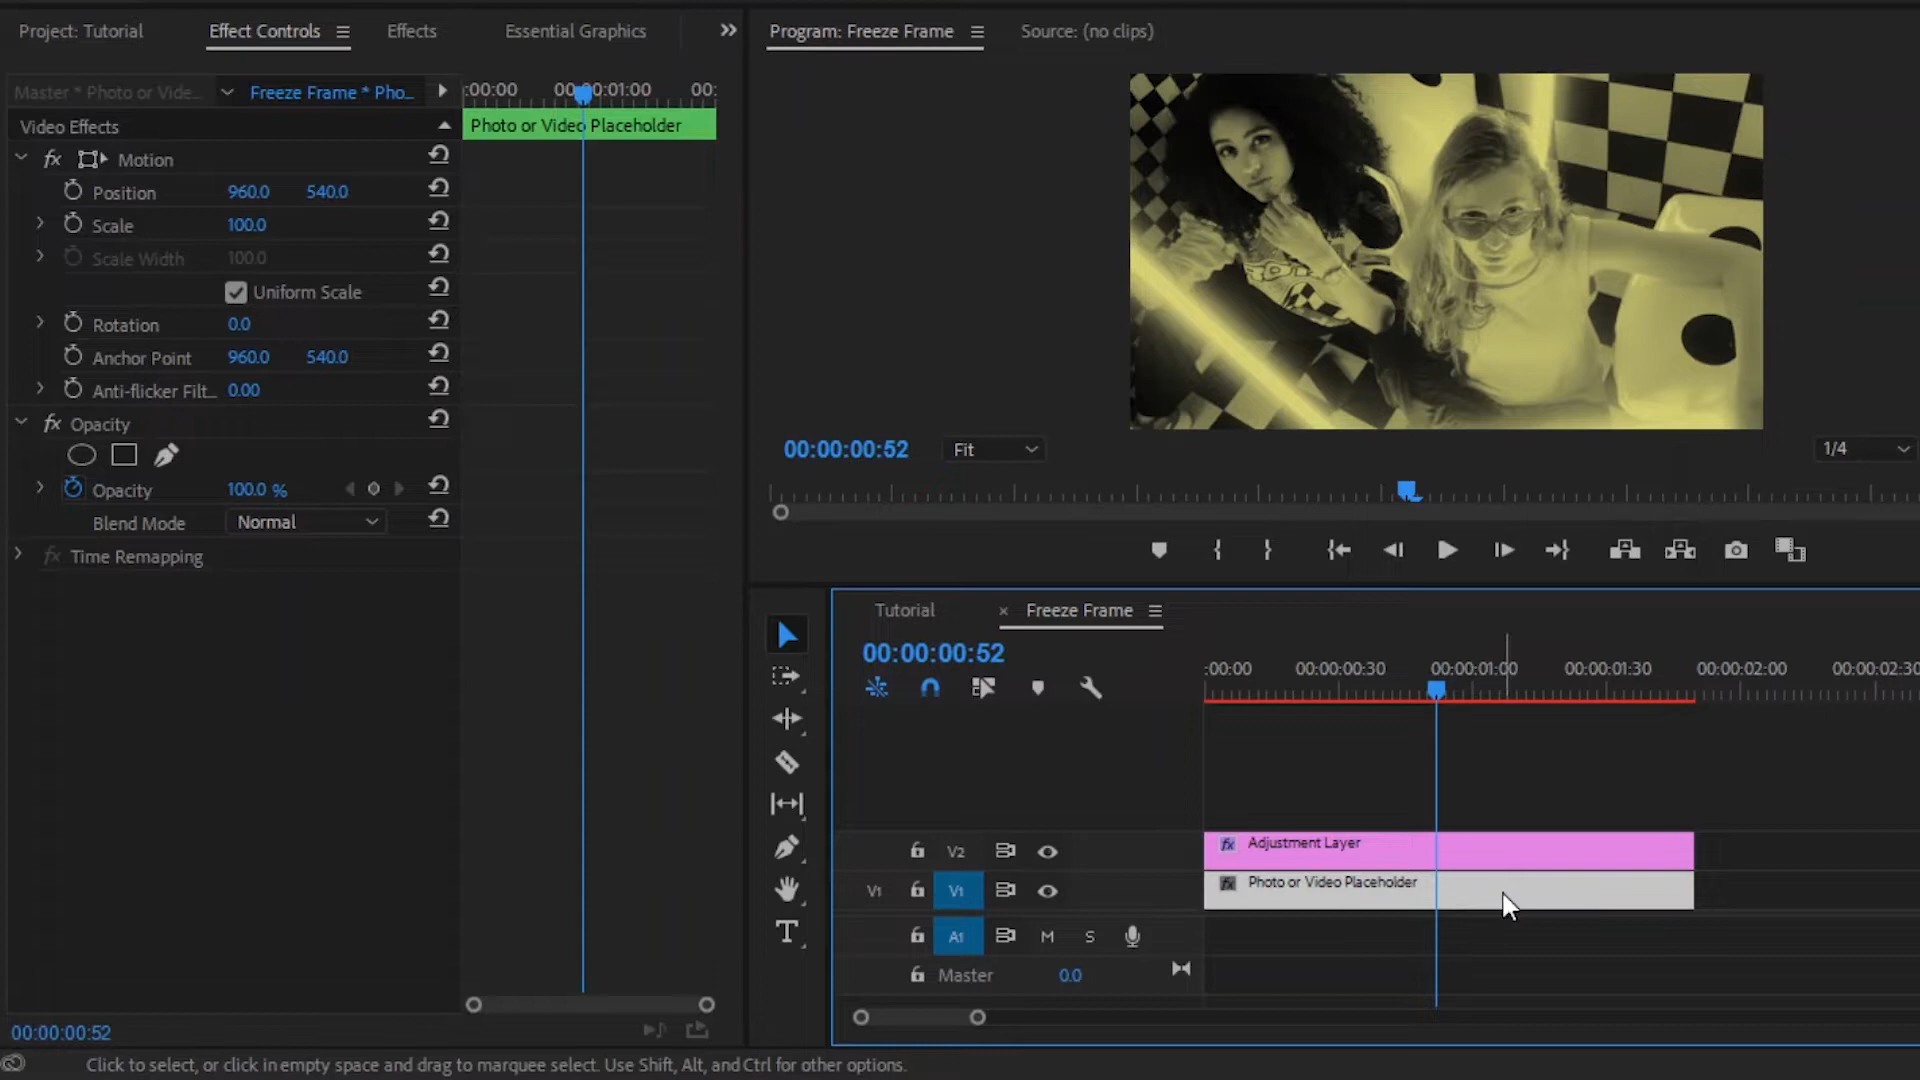 Project: Tutorial
Effect Controls
Effects
Essential Graphics
Master * Photo or Vide...
Freeze Frame * Pho...
:00:00
00:00:01:00
00:
Video Effects
Photo or Video Placeholder
fx Motion
Position 960.0 540.0
Scale 100.0
Scale Width 100.0
Uniform Scale
Rotation 0.0
Anchor Point 960.0 540.0
Anti-flicker Filt... 0.00
fx Opacity
Opacity 100.0 %
Blend Mode Normal
fx Time Remapping
00:00:00:52
Program: Freeze Frame
Source: (no clips)
00:00:00:52
Fit
1/4
Tutorial
× Freeze Frame
00:00:00:52
:00:00
00:00:00:30
00:00:01:00
00:00:01:30
00:00:02:00
00:00:02:30
V2
fx Adjustment Layer
V1 V1
fx Photo or Video Placeholder
A1 M S
Master 0.0
T
Click to select, or click in empty space and drag to marquee select. Use Shift, Alt, and Ctrl for other options.